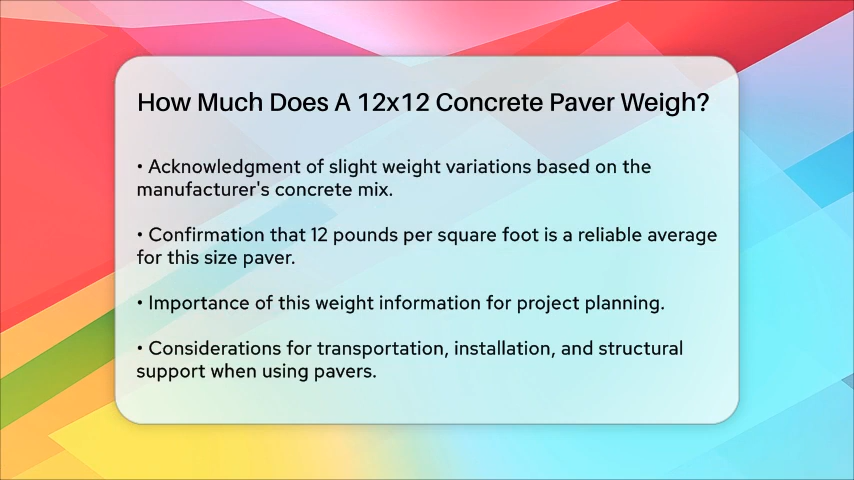 How Much Does A 12x12 Concrete Paver Weigh?
• Acknowledgment of slight weight variations based on the
manufacturer's concrete mix.
• Confirmation that 12 pounds per square foot is a reliable average
for this size paver.
• Importance of this weight information for project planning.
• Considerations for transportation, installation, and structural
support when using pavers.